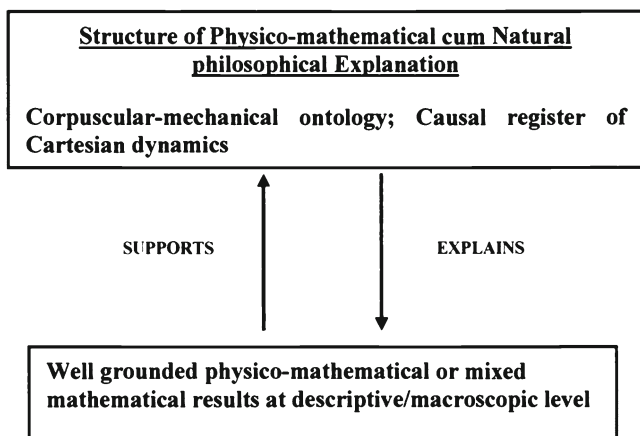 Structure of Physico-mathematical cum Natural
philosophical Explanation
Corpuscular-mechanical ontology; Causal register of
Cartesian dynamics
SUPPORTS
EXPLAINS
Well grounded physico-mathematical or mixed
mathematical results at descriptive/macroscopic level